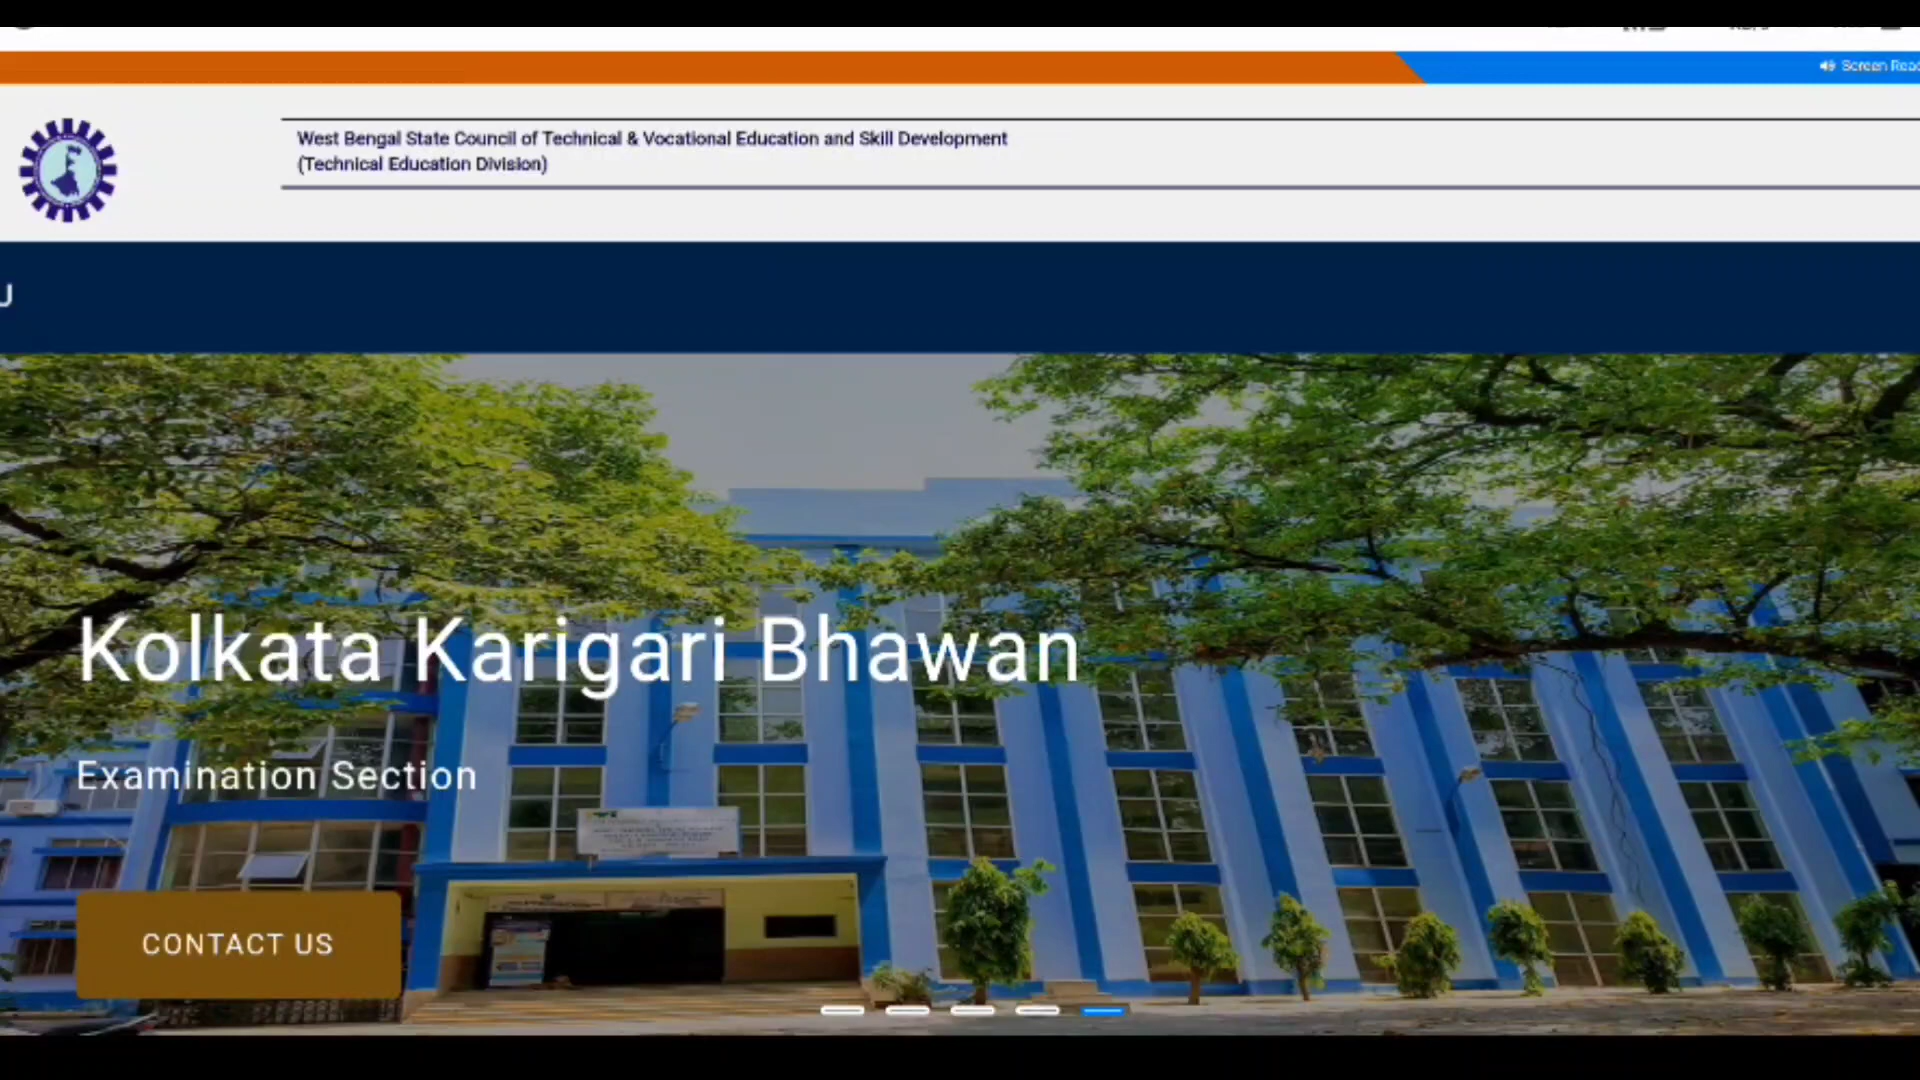 Screen Read
West Bengal State Council of Technical & Vocational Education and Skill Development
(Technical Education Division)
U
Kolkata Karigari Bhawan
Examination Section
CONTACT US